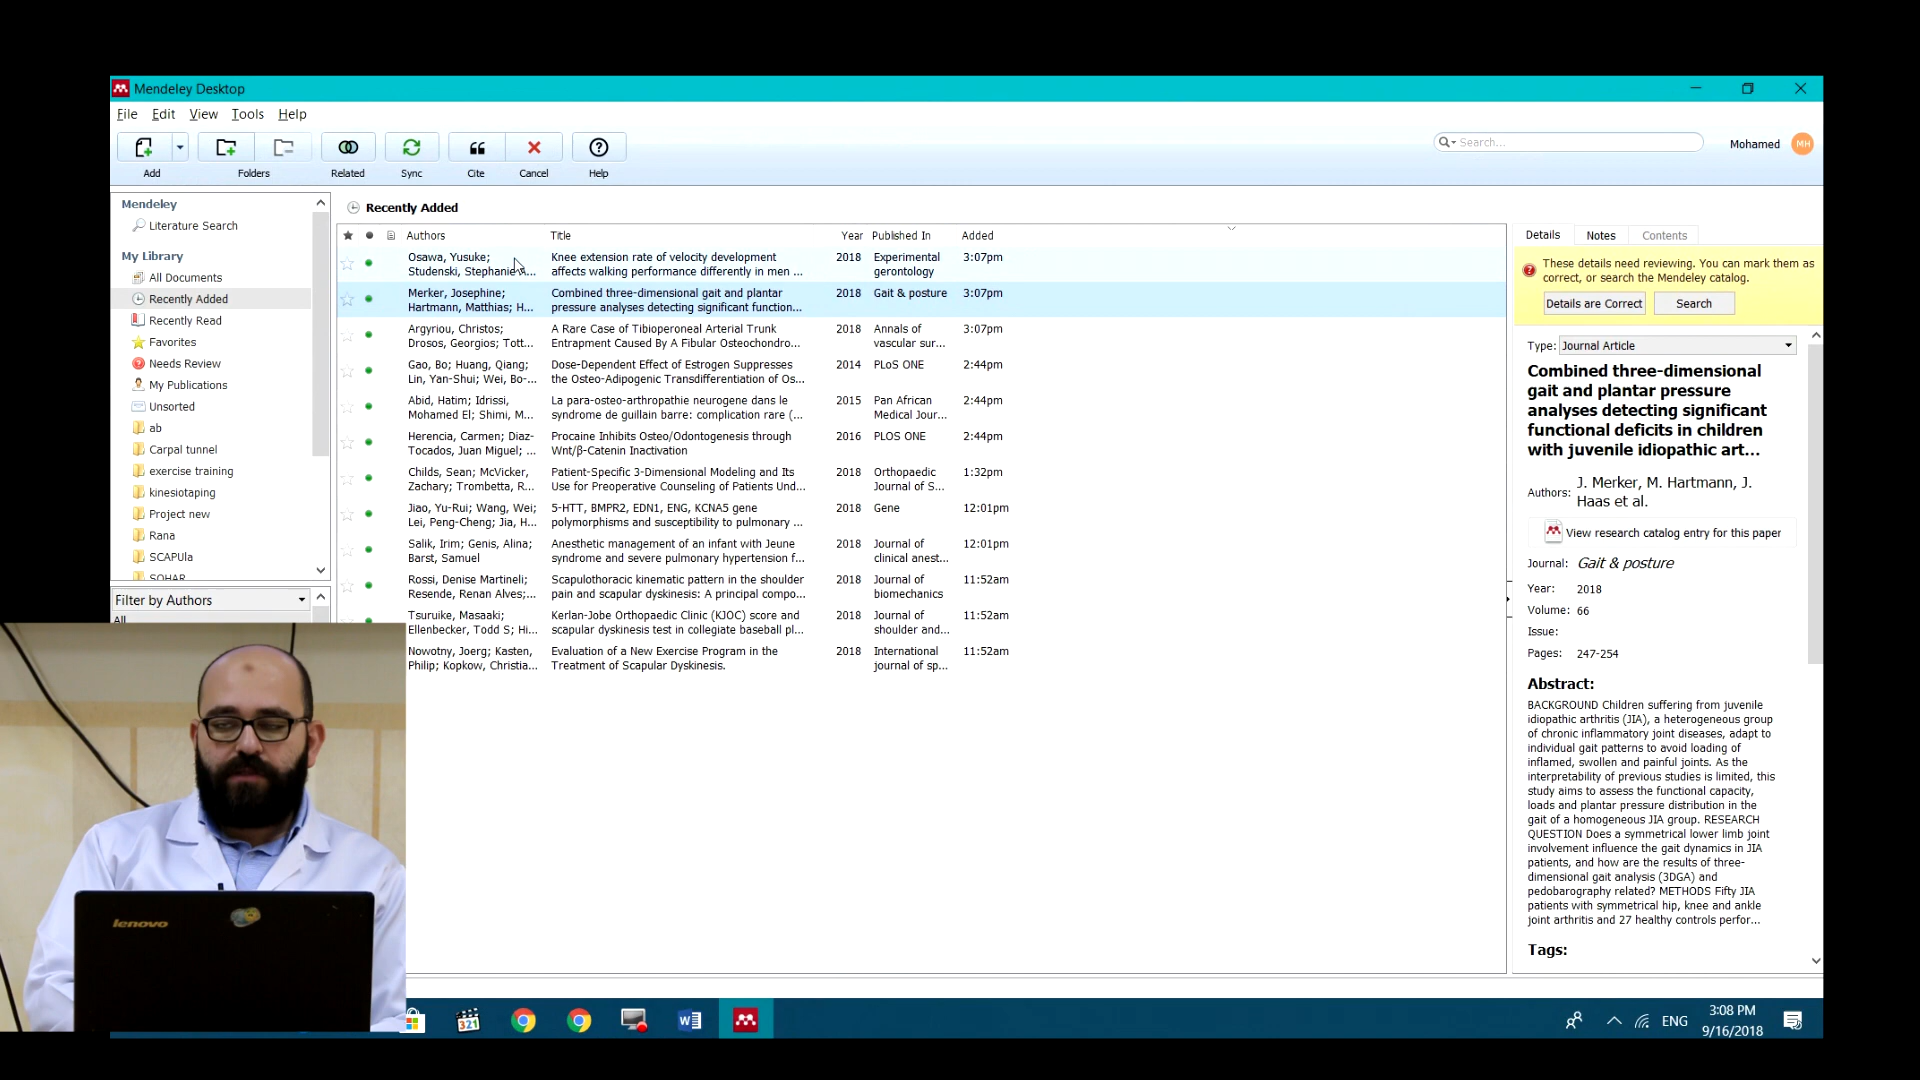 Mendeley Desktop
File Edit View Tools Help
Add Folders Related Sync Cite Cancel Help
Search...
Mohamed MH
Mendeley
Literature Search
My Library
All Documents
Recently Added
Recently Read
Favorites
Needs Review
My Publications
Unsorted
ab
Carpal tunnel
exercise training
kinesiotaping
Project new
Rana
SCAPUla
SOHAR
Filter by Authors
All
Recently Added
Authors Title Year Published In Added
Osawa, Yusuke; Knee extension rate of velocity development 2018 Experimental 3:07pm
Studenski, Stephanie A... affects walking performance differently in men ... gerontology
Merker, Josephine; Combined three-dimensional gait and plantar 2018 Gait & posture 3:07pm
Hartmann, Matthias; H... pressure analyses detecting significant function...
Argyriou, Christos; A Rare Case of Tibioperoneal Arterial Trunk 2018 Annals of 3:07pm
Drosos, Georgios; Tott... Entrapment Caused By A Fibular Osteochondro... vascular sur...
Gao, Bo; Huang, Qiang; Dose-Dependent Effect of Estrogen Suppresses 2014 PLoS ONE 2:44pm
Lin, Yan-Shui; Wei, Bo-... the Osteo-Adipogenic Transdifferentiation of Os...
Abid, Hatim; Idrissi, La para-osteo-arthropathie neurogene dans le 2015 Pan African 2:44pm
Mohamed El; Shimi, M... syndrome de guillain barre: complication rare (... Medical Jour...
Herencia, Carmen; Diaz- Procaine Inhibits Osteo/Odontogenesis through 2016 PLOS ONE 2:44pm
Tocados, Juan Miguel; ... Wnt/β-Catenin Inactivation
Childs, Sean; McVicker, Patient-Specific 3-Dimensional Modeling and Its 2018 Orthopaedic 1:32pm
Zachary; Trombetta, R... Use for Preoperative Counseling of Patients Und... Journal of S...
Jiao, Yu-Rui; Wang, Wei; 5-HTT, BMPR2, EDN1, ENG, KCNA5 gene 2018 Gene 12:01pm
Lei, Peng-Cheng; Jia, H... polymorphisms and susceptibility to pulmonary ...
Salik, Irim; Genis, Alina; Anesthetic management of an infant with Jeune 2018 Journal of 12:01pm
Barst, Samuel syndrome and severe pulmonary hypertension f... clinical anest...
Rossi, Denise Martineli; Scapulothoracic kinematic pattern in the shoulder 2018 Journal of 11:52am
Resende, Renan Alves;... pain and scapular dyskinesis: A principal compo... biomechanics
Tsuruike, Masaaki; Kerlan-Jobe Orthopaedic Clinic (KJOC) score and 2018 Journal of 11:52am
Ellenbecker, Todd S; Hi... scapular dyskinesis test in collegiate baseball pl... shoulder and...
Nowotny, Joerg; Kasten, Evaluation of a New Exercise Program in the 2018 International 11:52am
Philip; Kopkow, Christia... Treatment of Scapular Dyskinesis. journal of sp...
Details Notes Contents
These details need reviewing. You can mark them as
correct, or search the Mendeley catalog.
Details are Correct Search
Type: Journal Article
Combined three-dimensional
gait and plantar pressure
analyses detecting significant
functional deficits in children
with juvenile idiopathic art...
Authors: J. Merker, M. Hartmann, J.
Haas et al.
View research catalog entry for this paper
Journal: Gait & posture
Year: 2018
Volume: 66
Issue:
Pages: 247-254
Abstract:
BACKGROUND Children suffering from juvenile
idiopathic arthritis (JIA), a heterogeneous group
of chronic inflammatory joint diseases, adapt to
individual gait patterns to avoid loading of
inflamed, swollen and painful joints. As the
interpretability of previous studies is limited, this
study aims to assess the functional capacity,
loads and plantar pressure distribution in the
gait of a homogeneous JIA group. RESEARCH
QUESTION Does a symmetrical lower limb joint
involvement influence the gait dynamics in JIA
patients, and how are the results of three-
dimensional gait analysis (3DGA) and
pedobarography related? METHODS Fifty JIA
patients with symmetrical hip, knee and ankle
joint arthritis and 27 healthy controls perfor...
Tags:
lenovo
321
ENG
3:08 PM
9/16/2018